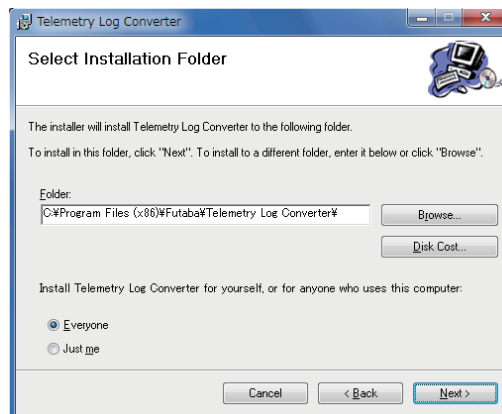 Telemetry Log Converter
Select Installation Folder
The installer will install Telemetry Log Converter to the following folder.
To install in this folder, click "Next". To install to a different folder, enter it below or click "Browse".
Folder:
C:¥Program Files (x86)¥Futaba¥Telemetry Log Converter¥
Browse...
Disk Cost...
Install Telemetry Log Converter for yourself, or for anyone who uses this computer:
Everyone
Just me
Cancel
< Back
Next >